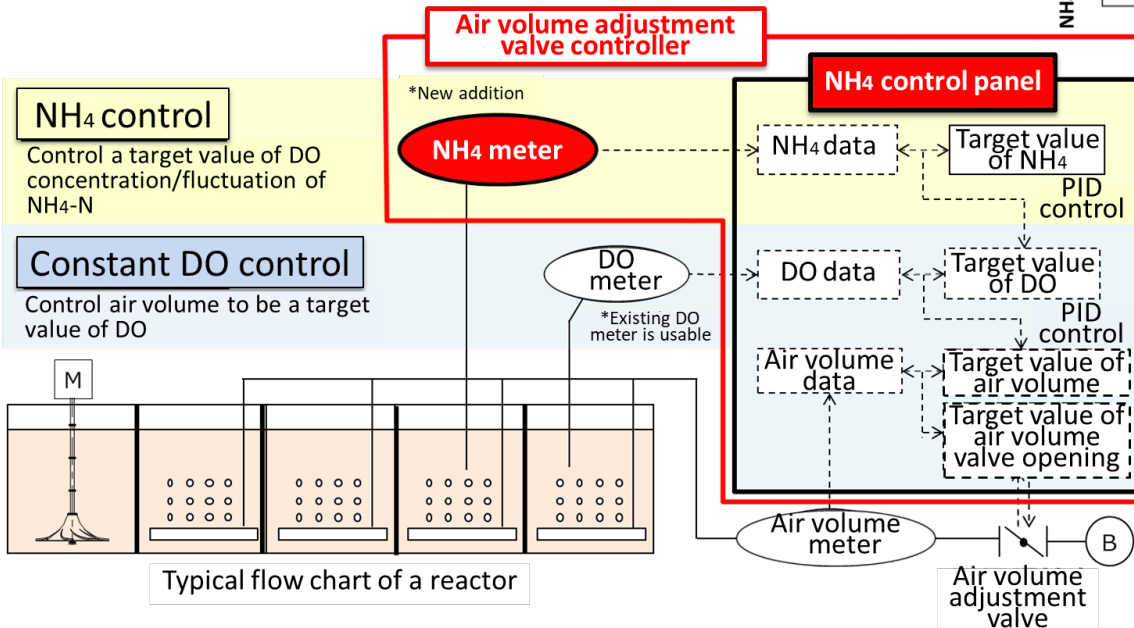 NH
Air volume adjustment
valve controller
NH4 control panel
*New addition
NH4 control
Control a target value of DO
concentration/fluctuation of
NH4-N
NH4 meter
NH4 data
Target value
of NH4
PID
control
Constant DO control
Control air volume to be a target
value of DO
DO
meter
*Existing DO
meter is usable
DO data
Target value
of DO
PID
control
Air volume
data
Target value of
air volume
Target value of
air volume
valve opening
M
Air volume
meter
B
Typical flow chart of a reactor
Air volume
adjustment
valve